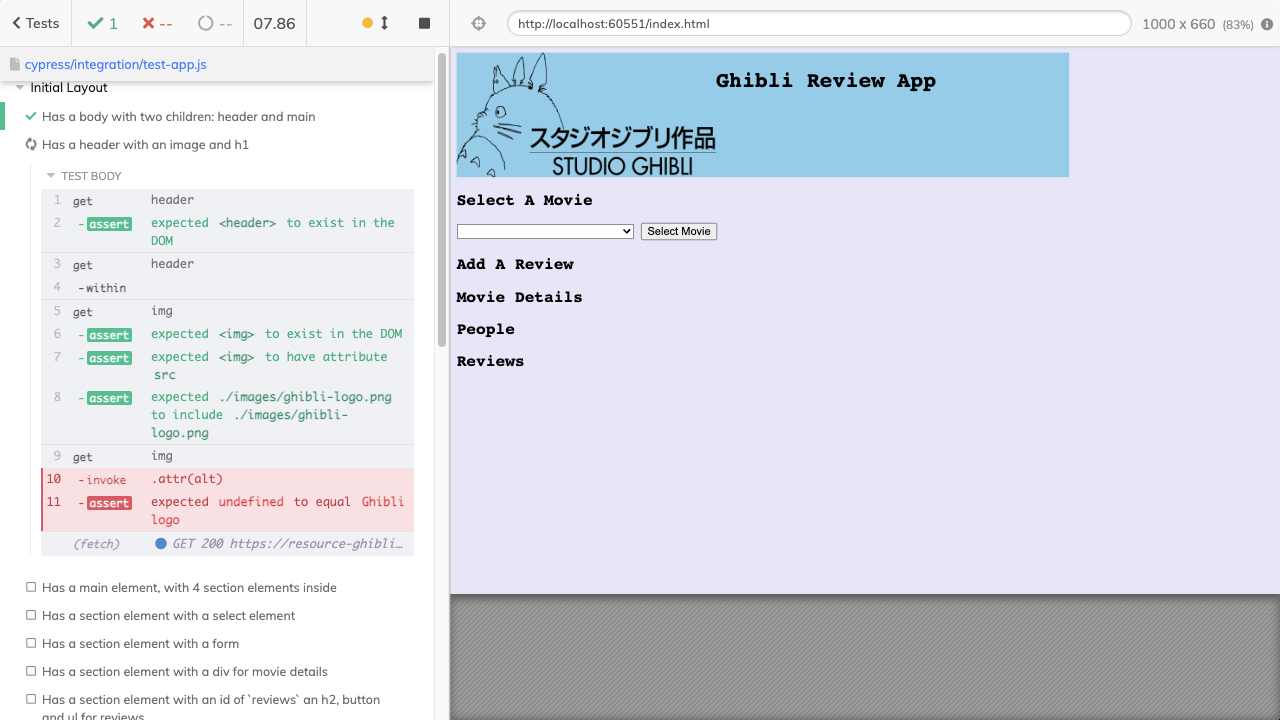 Tests
1
--
--
07.86
http://localhost:60551/index.html
1000 x 660 (83%)
cypress/integration/test-app.js
Initial Layout
Has a body with two children: header and main
Has a header with an image and h1
TEST BODY
1 get header
2 -assert expected <header> to exist in the
DOM
3 get header
4 -within
5 get img
6 -assert expected <img> to exist in the DOM
7 -assert expected <img> to have attribute
src
8 -assert expected ./images/ghibli-logo.png
to include ./images/ghibli-
logo.png
9 get img
10 -invoke .attr(alt)
11 -assert expected undefined to equal Ghibli
logo
(fetch) GET 200 https://resource-ghibli…
Has a main element, with 4 section elements inside
Has a section element with a select element
Has a section element with a form
Has a section element with a div for movie details
Has a section element with an id of `reviews` an h2, button
and ul for reviews
Ghibli Review App
スタジオジブリ作品
STUDIO GHIBLI
Select A Movie
Select Movie
Add A Review
Movie Details
People
Reviews